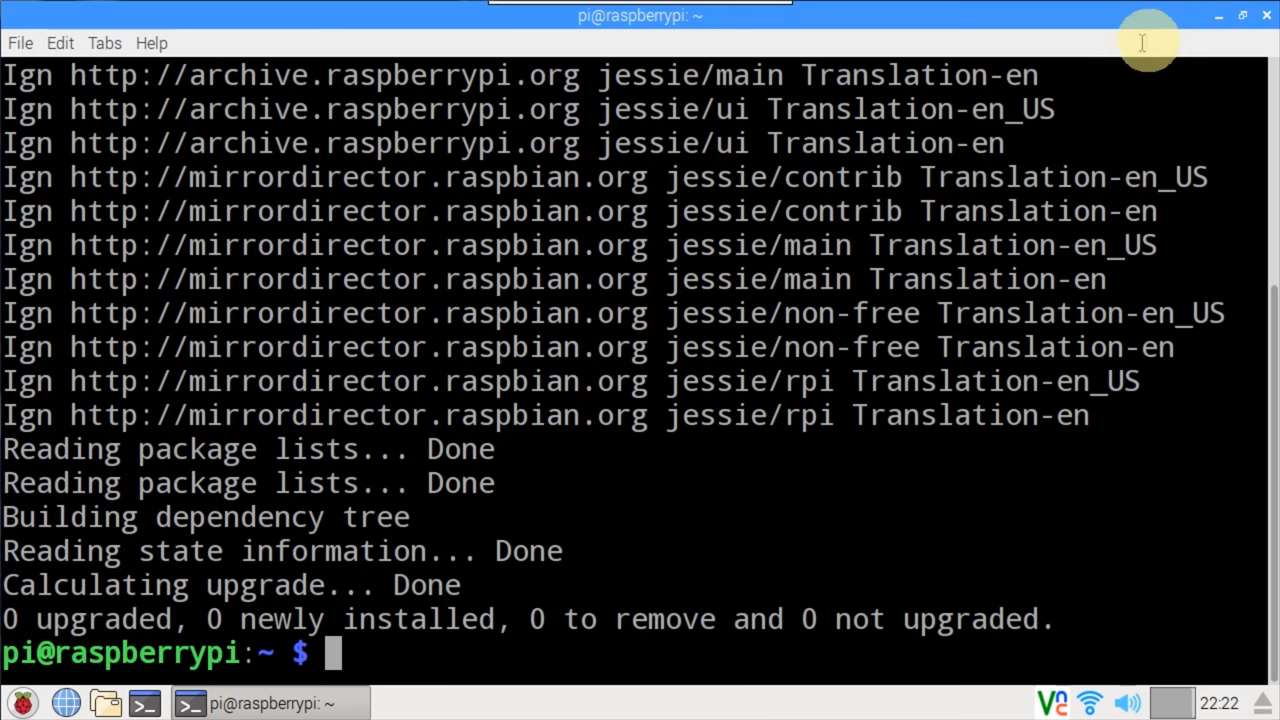 pi@raspberrypi: ~
File Edit Tabs Help
Ign http://archive.raspberrypi.org jessie/main Translation-en
Ign http://archive.raspberrypi.org jessie/ui Translation-en_US
Ign http://archive.raspberrypi.org jessie/ui Translation-en
Ign http://mirrordirector.raspbian.org jessie/contrib Translation-en_US
Ign http://mirrordirector.raspbian.org jessie/contrib Translation-en
Ign http://mirrordirector.raspbian.org jessie/main Translation-en_US
Ign http://mirrordirector.raspbian.org jessie/main Translation-en
Ign http://mirrordirector.raspbian.org jessie/non-free Translation-en_US
Ign http://mirrordirector.raspbian.org jessie/non-free Translation-en
Ign http://mirrordirector.raspbian.org jessie/rpi Translation-en_US
Ign http://mirrordirector.raspbian.org jessie/rpi Translation-en
Reading package lists... Done
Reading package lists... Done
Building dependency tree
Reading state information... Done
Calculating upgrade... Done
0 upgraded, 0 newly installed, 0 to remove and 0 not upgraded.
pi@raspberrypi:~ $
>_ >_ pi@raspberrypi: ~ Vnc 22:22